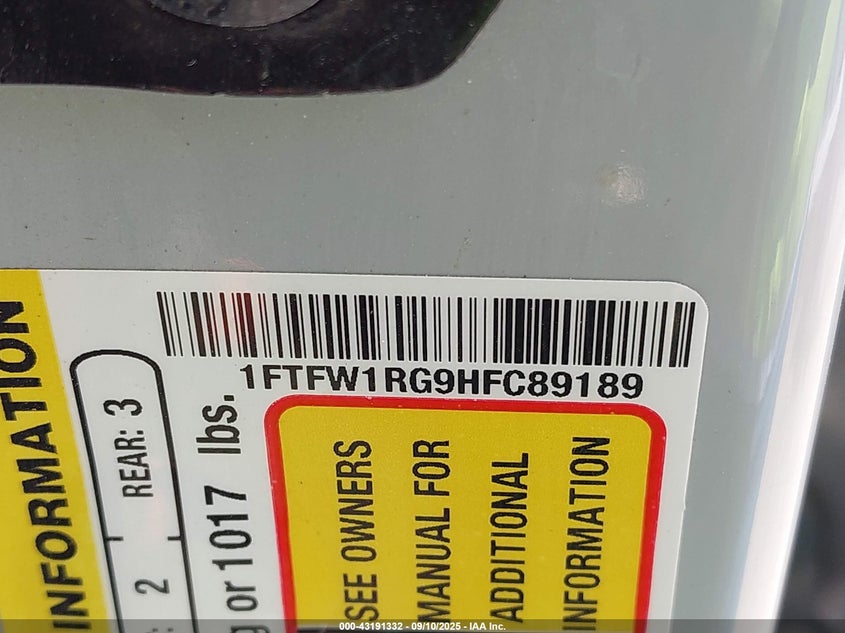 1FTFW1RG9HFC89189
INFORMATION
REAR: 3
: 2
g or 1017 lbs.
SEE OWNERS
MANUAL FOR
ADDITIONAL
INFORMATION
000-43191332 - 09/10/2025 - IAA Inc.